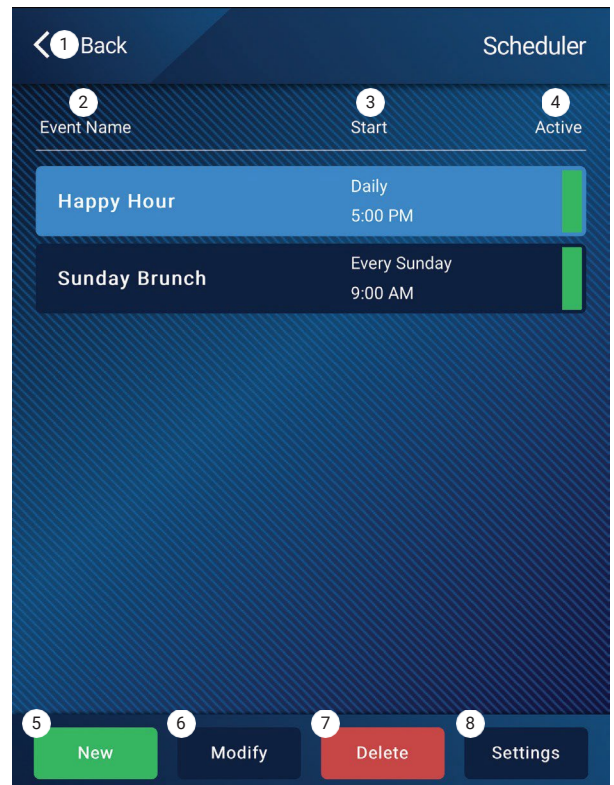 1 Back Scheduler
2 3 4
Event Name Start Active
Happy Hour Daily
5:00 PM
Sunday Brunch Every Sunday
9:00 AM
5 6 7 8
New Modify Delete Settings